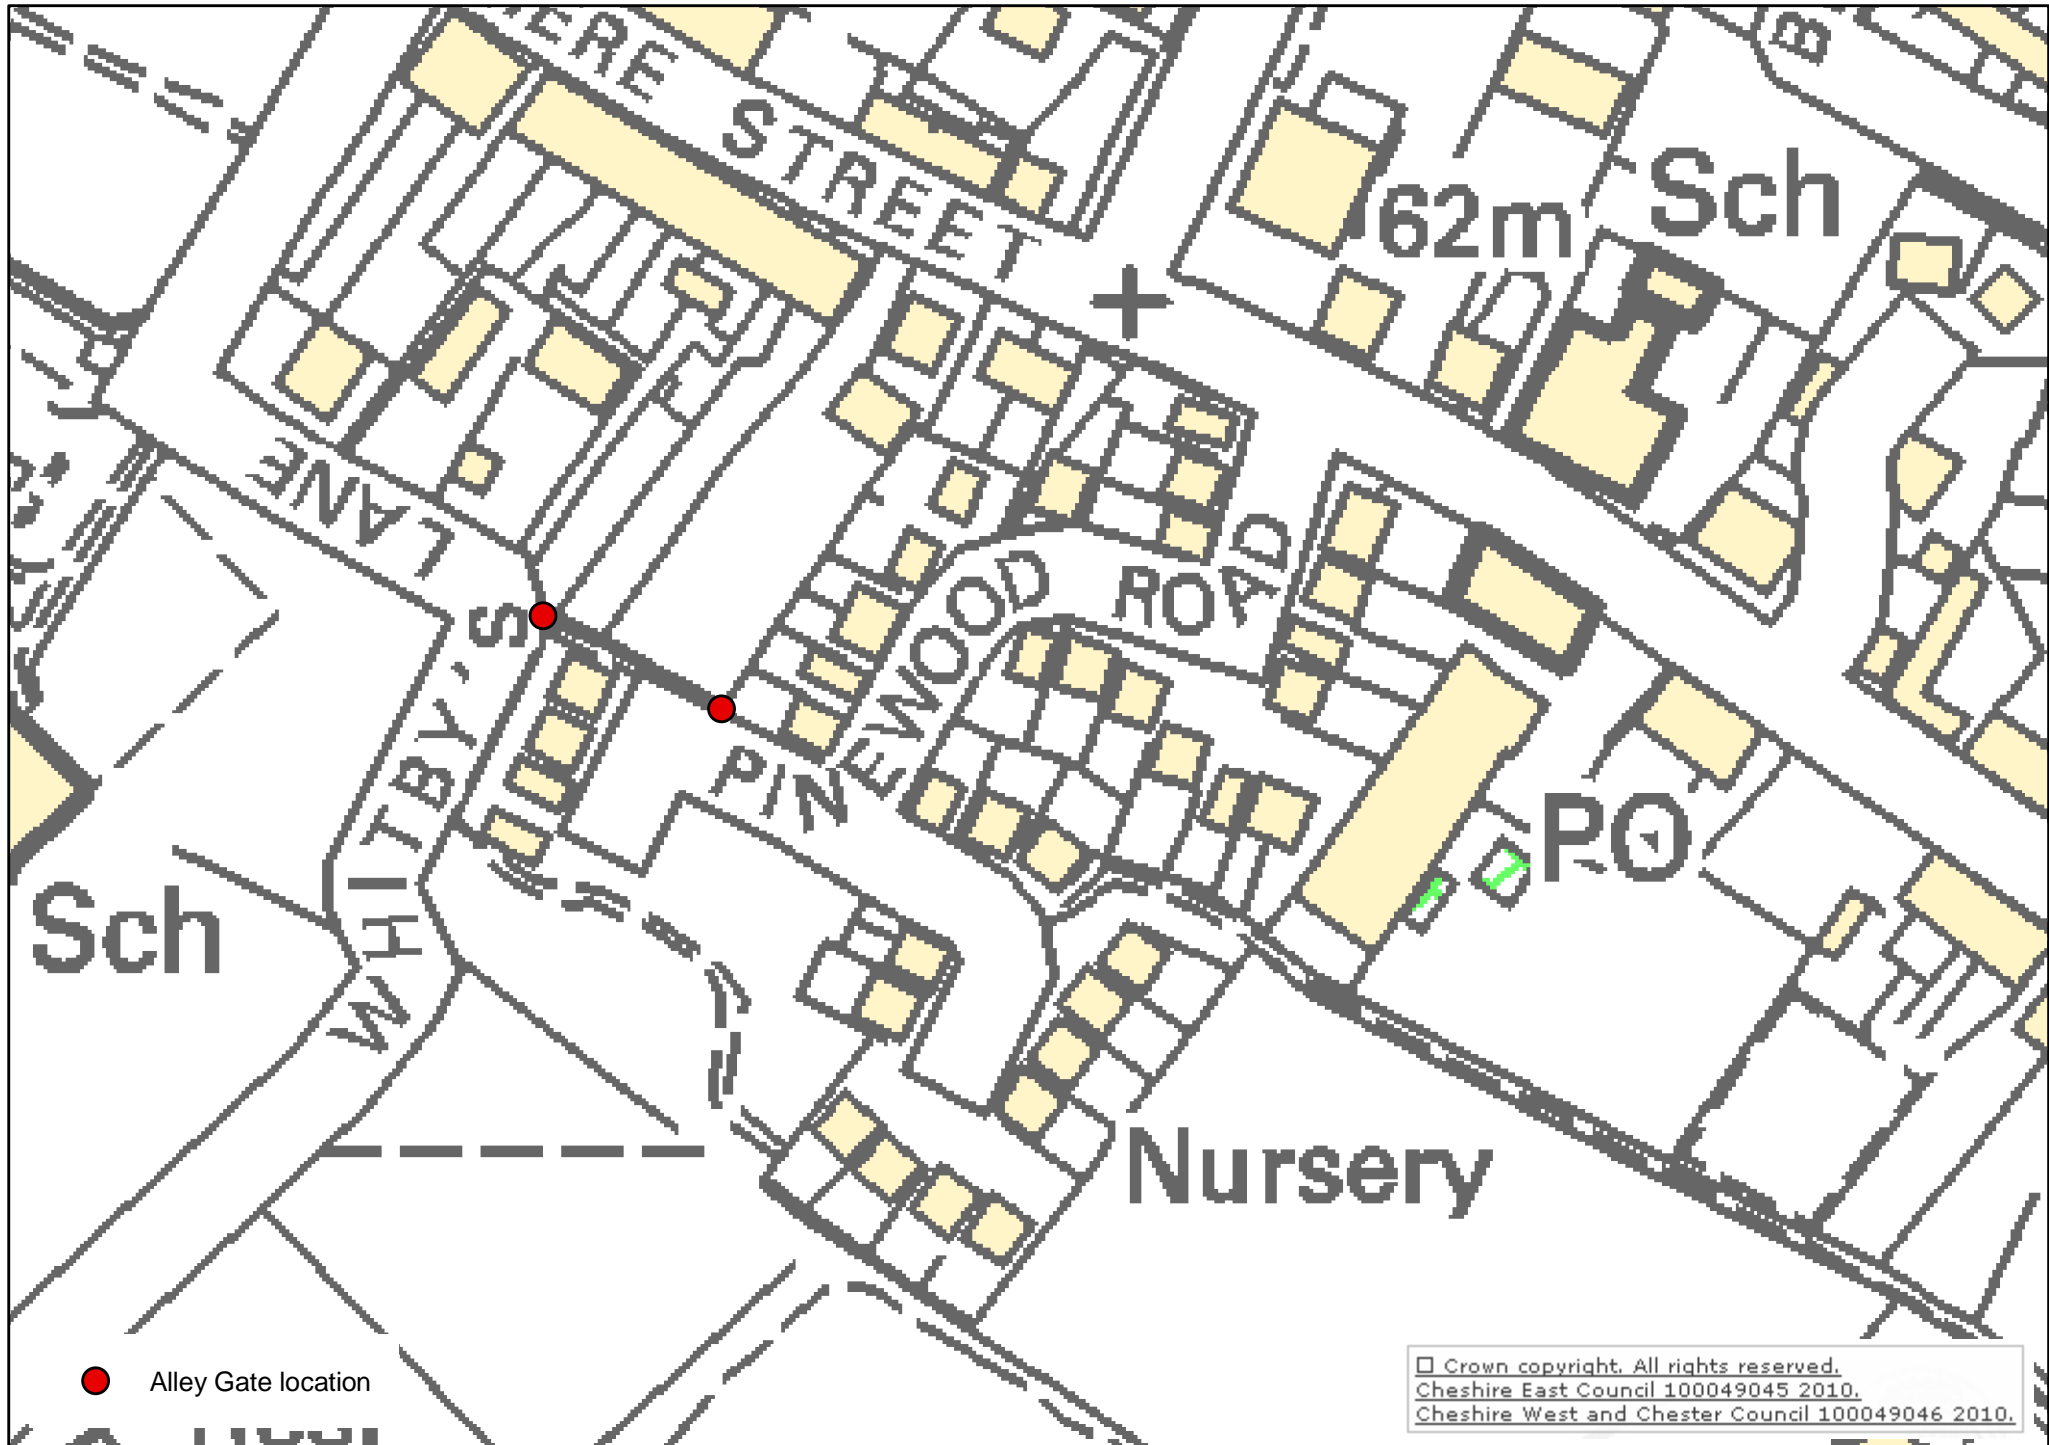 ERE STREET
B
62m
Sch
LANE
WHITBY'S
PINEWOOD ROAD
PO
Sch
Nursery
Alley Gate location
Crown copyright. All rights reserved.
Cheshire East Council 100049045 2010.
Cheshire West and Chester Council 100049046 2010.